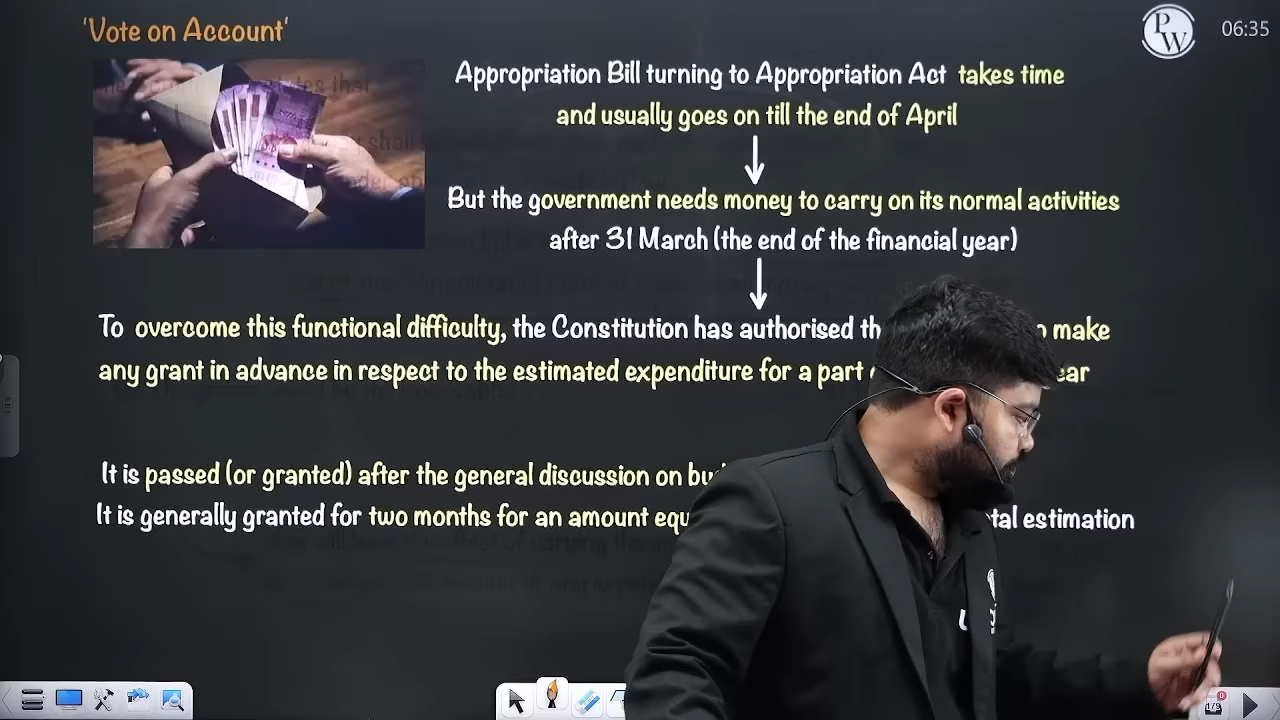 'Vote on Account'
PW
06:35
Appropriation Bill turning to Appropriation Act takes time
and usually goes on till the end of April
But the government needs money to carry on its normal activities
after 31 March (the end of the financial year)
To overcome this functional difficulty, the Constitution has authorised make
any grant in advance in respect to the estimated expenditure for a part
It is passed (or granted) after the general discussion on
It is generally granted for two months for an amount estimation